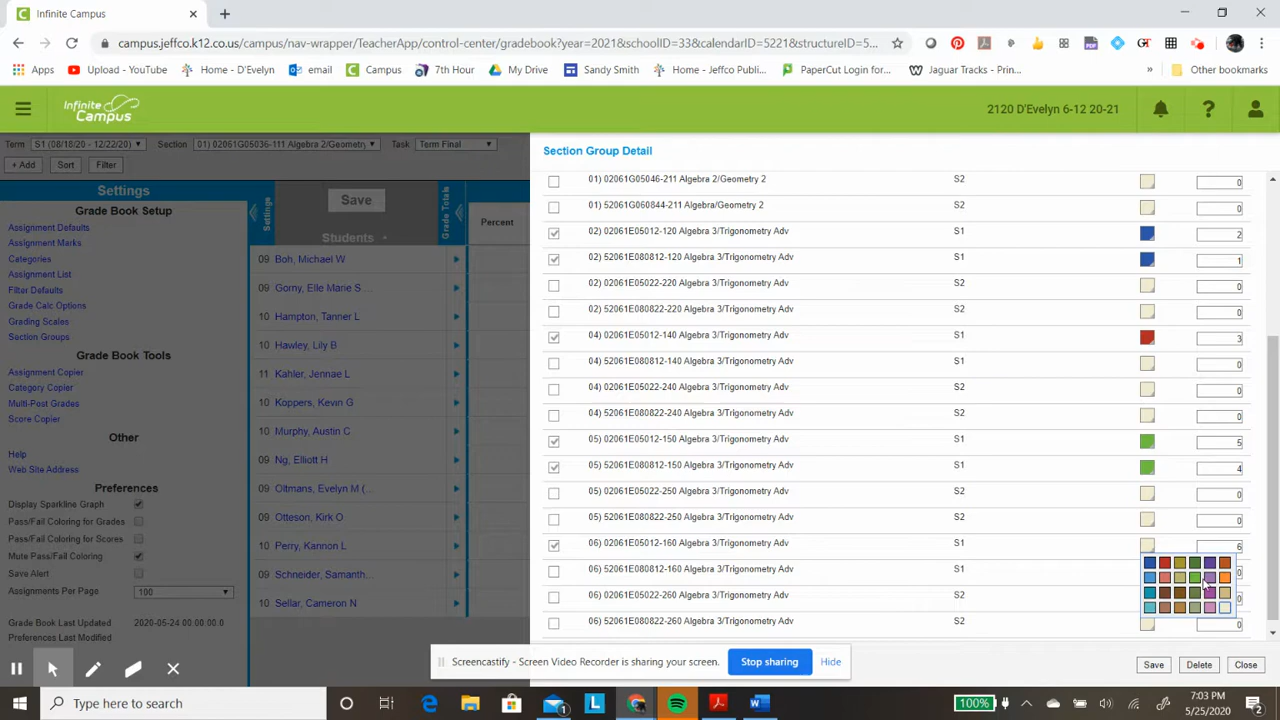 Infinite Campus
campus.jeffco.k12.co.us/campus/nav-wrapper/TeacherApp/control-center/gradebook?year=2021&schoolID=33&calendarID=5221&structureID=5...
Apps Upload - YouTube Home - D'Evelyn email Campus 7th Hour My Drive Sandy Smith Home - Jeffco Publi... PaperCut Login for... Jaguar Tracks - Prin... » Other bookmarks
Infinite Campus 2120 D'Evelyn 6-12 20-21
Term S1 (08/18/20 - 12/22/20) Section 01) 02061G05036-111 Algebra 2/Geometry Task Term Final
+ Add Sort Filter
Settings
Grade Book Setup
Assignment Defaults
Assignment Marks
Categories
Assignment List
Filter Defaults
Grade Calc Options
Grading Scales
Section Groups
Grade Book Tools
Assignment Copier
Category Copier
Multi-Post Grades
Score Copier
Other
Help
Web Site Address
Preferences
Display Sparkline Graph
Pass/Fail Coloring for Grades
Pass/Fail Coloring for Scores
Mute Pass/Fail Coloring
Save Alert
Assignments Per Page 100
Grade Book Last Updated 2020-05-24 00:00:00.0
Preferences Last Modified
Settings
Save
Students
Grade Totals
Percent
09 Boh, Michael W
09 Gorny, Elle Marie S ...
10 Hampton, Tanner L
10 Hawley, Lily B
11 Kahler, Jennae L
10 Koppers, Kevin G
10 Murphy, Austin C
09 Ng, Elliott H
09 Oltmans, Evelyn M (...
09 Otteson, Kirk O
10 Perry, Kannon L
09 Schneider, Samanth...
10 Sellar, Cameron N
Section Group Detail
01) 02061G05046-211 Algebra 2/Geometry 2 S2 0
01) 52061G060844-211 Algebra/Geometry 2 S2 0
02) 02061E05012-120 Algebra 3/Trigonometry Adv S1 2
02) 52061E080812-120 Algebra 3/Trigonometry Adv S1 1
02) 02061E05022-220 Algebra 3/Trigonometry Adv S2 0
02) 52061E080822-220 Algebra 3/Trigonometry Adv S2 0
04) 02061E05012-140 Algebra 3/Trigonometry Adv S1 3
04) 52061E080812-140 Algebra 3/Trigonometry Adv S1 0
04) 02061E05022-240 Algebra 3/Trigonometry Adv S2 0
04) 52061E080822-240 Algebra 3/Trigonometry Adv S2 0
05) 02061E05012-150 Algebra 3/Trigonometry Adv S1 5
05) 52061E080812-150 Algebra 3/Trigonometry Adv S1 4
05) 02061E05022-250 Algebra 3/Trigonometry Adv S2 0
05) 52061E080822-250 Algebra 3/Trigonometry Adv S2 0
06) 02061E05012-160 Algebra 3/Trigonometry Adv S1 6
06) 52061E080812-160 Algebra 3/Trigonometry Adv S1 0
06) 02061E05022-260 Algebra 3/Trigonometry Adv S2 0
06) 52061E080822-260 Algebra 3/Trigonometry Adv S2 0
Save Delete Close
Screencastify - Screen Video Recorder is sharing your screen. Stop sharing Hide
Type here to search
100%
7:03 PM
5/25/2020